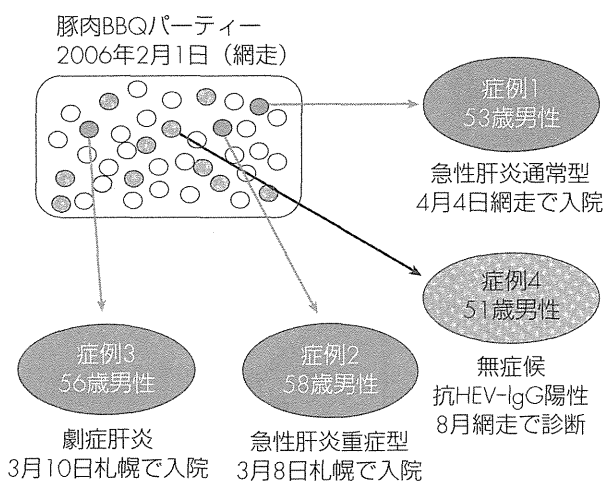 豚肉BBQパーティー
2006年2月1日（網走）
症例1
53歳男性
急性肝炎通常型
4月4日網走で入院
症例4
51歳男性
無症候
抗HEV-IgG陽性
8月網走で診断
症例3
56歳男性
劇症肝炎
3月10日札幌で入院
症例2
58歳男性
急性肝炎重症型
3月8日札幌で入院